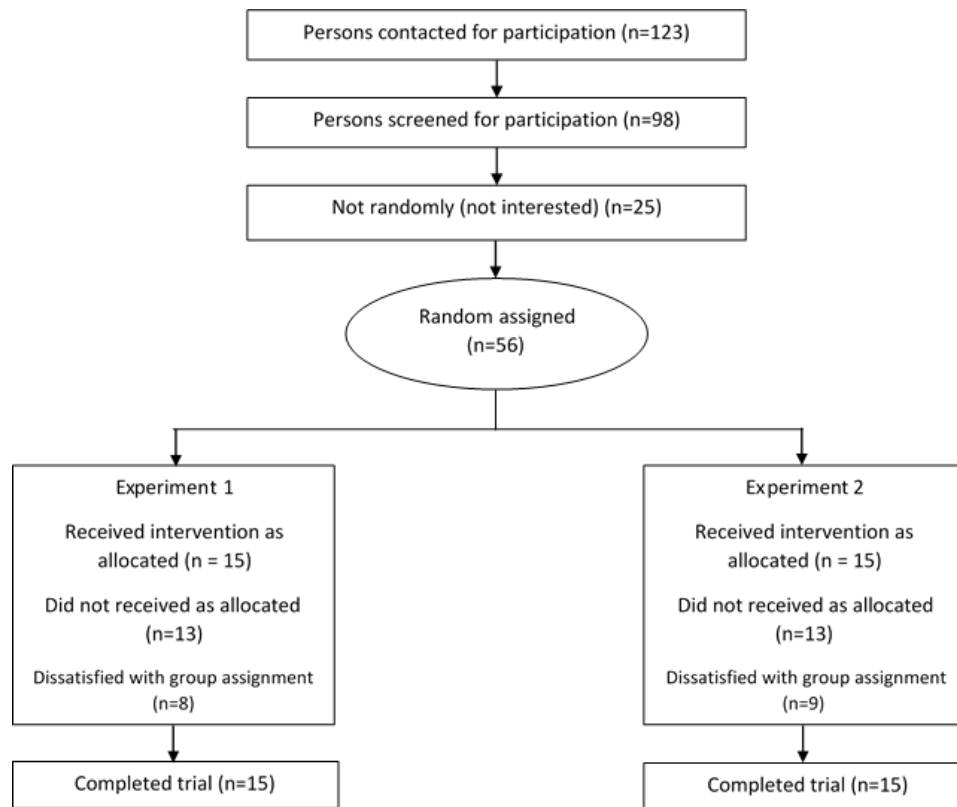 Persons contacted for participation (n=123)
Persons screened for participation (n=98)
Not randomly (not interested) (n=25)
Random assigned
(n=56)
Experiment 1
Received intervention as
allocated (n = 15)
Did not received as allocated
(n=13)
Dissatisfied with group assignment
(n=8)
Completed trial (n=15)
Experiment 2
Received intervention as
allocated (n = 15)
Did not received as allocated
(n=13)
Dissatisfied with group assignment
(n=9)
Completed trial (n=15)